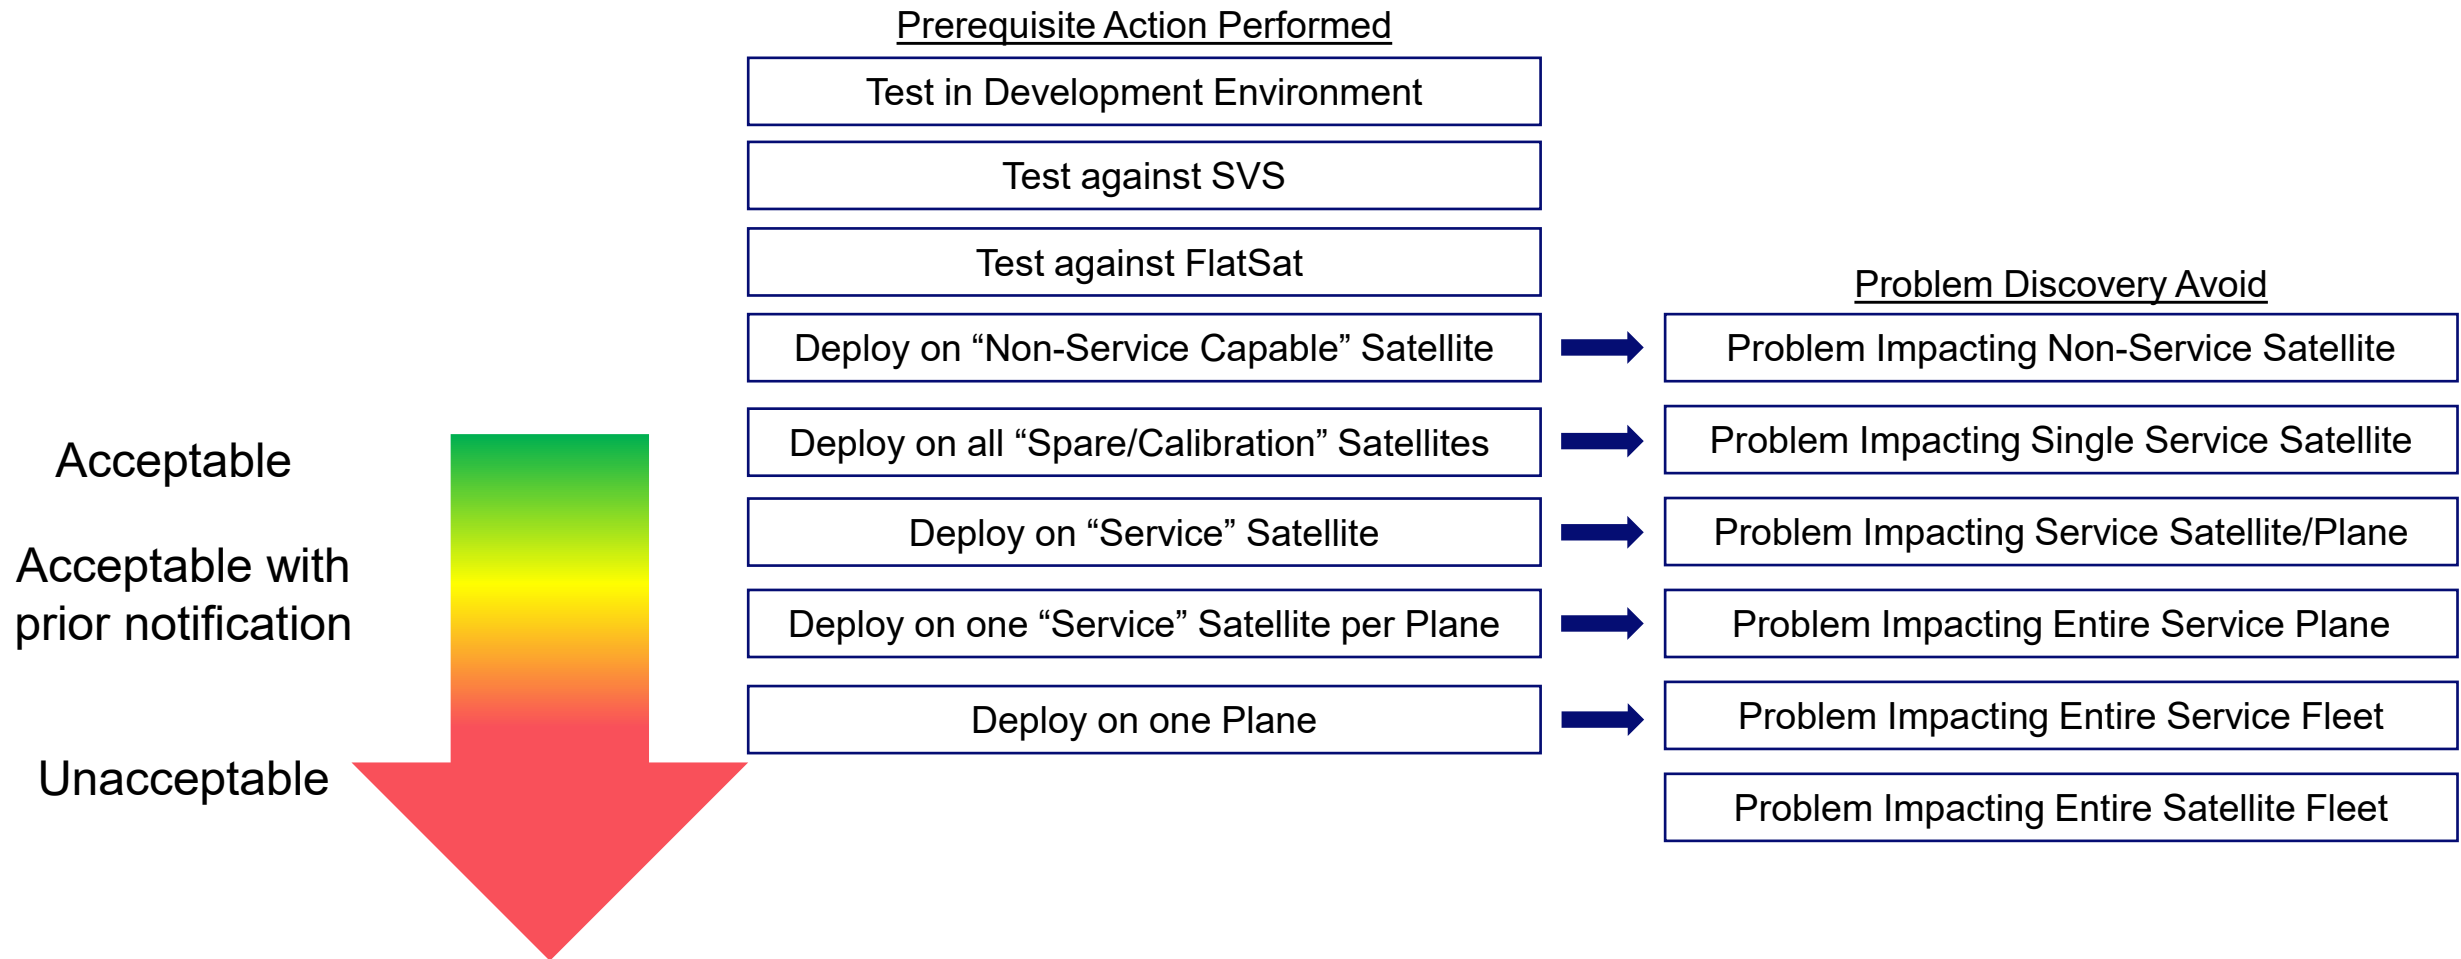 Prerequisite Action Performed
Test in Development Environment
Test against SVS
Test against FlatSat
Problem Discovery Avoid
Deploy on “Non-Service Capable” Satellite
Problem Impacting Non-Service Satellite
Acceptable
Deploy on all “Spare/Calibration” Satellites
Problem Impacting Single Service Satellite
Deploy on “Service” Satellite
Problem Impacting Service Satellite/Plane
Acceptable with
prior notification
Deploy on one “Service” Satellite per Plane
Problem Impacting Entire Service Plane
Deploy on one Plane
Problem Impacting Entire Service Fleet
Unacceptable
Problem Impacting Entire Satellite Fleet